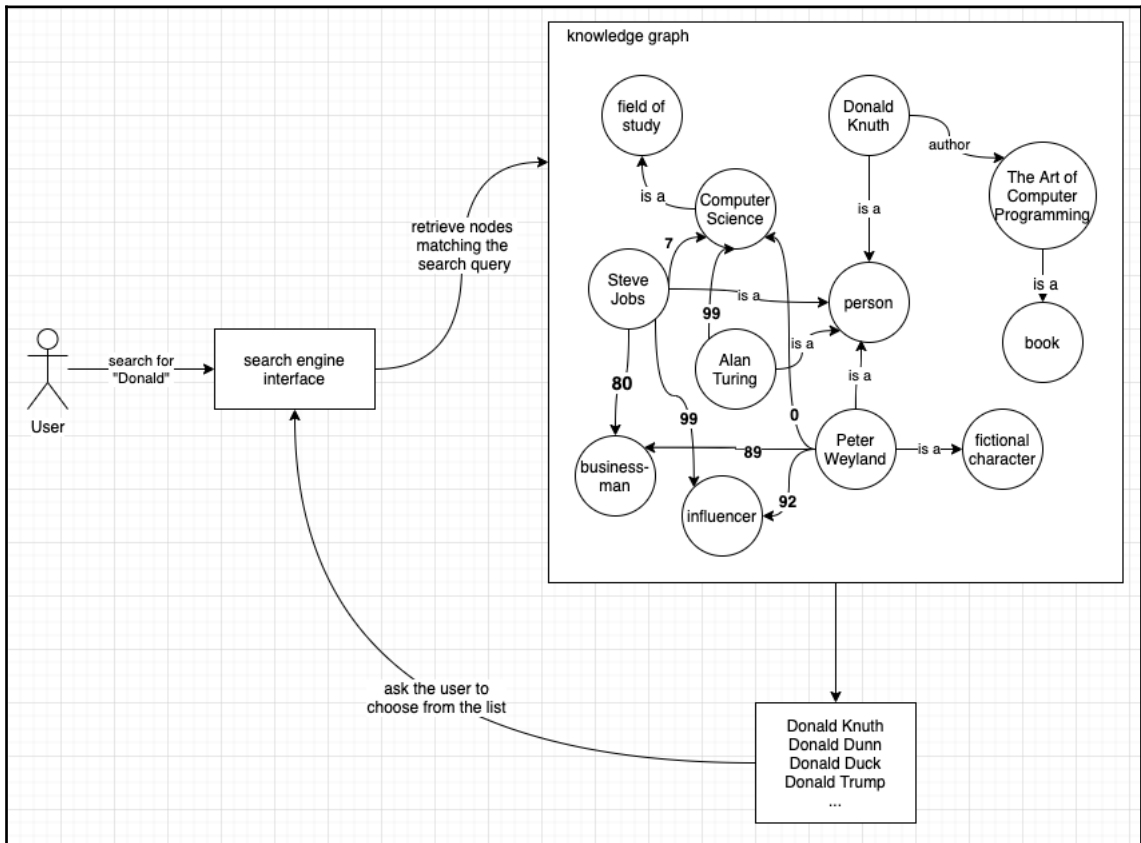 knowledge graph
field of
study
Donald
Knuth
author
The Art of
Computer
Programming
is a
Computer
Science
is a
retrieve nodes
matching the
search query
7
Steve
Jobs
is a
person
is a
99
is a
book
search for
"Donald"
search engine
interface
Alan
Turing
is a
User
80
99
0
Peter
Weyland
is a
fictional
character
89
business-
man
92
influencer
ask the user to
choose from the list
Donald Knuth
Donald Dunn
Donald Duck
Donald Trump
...